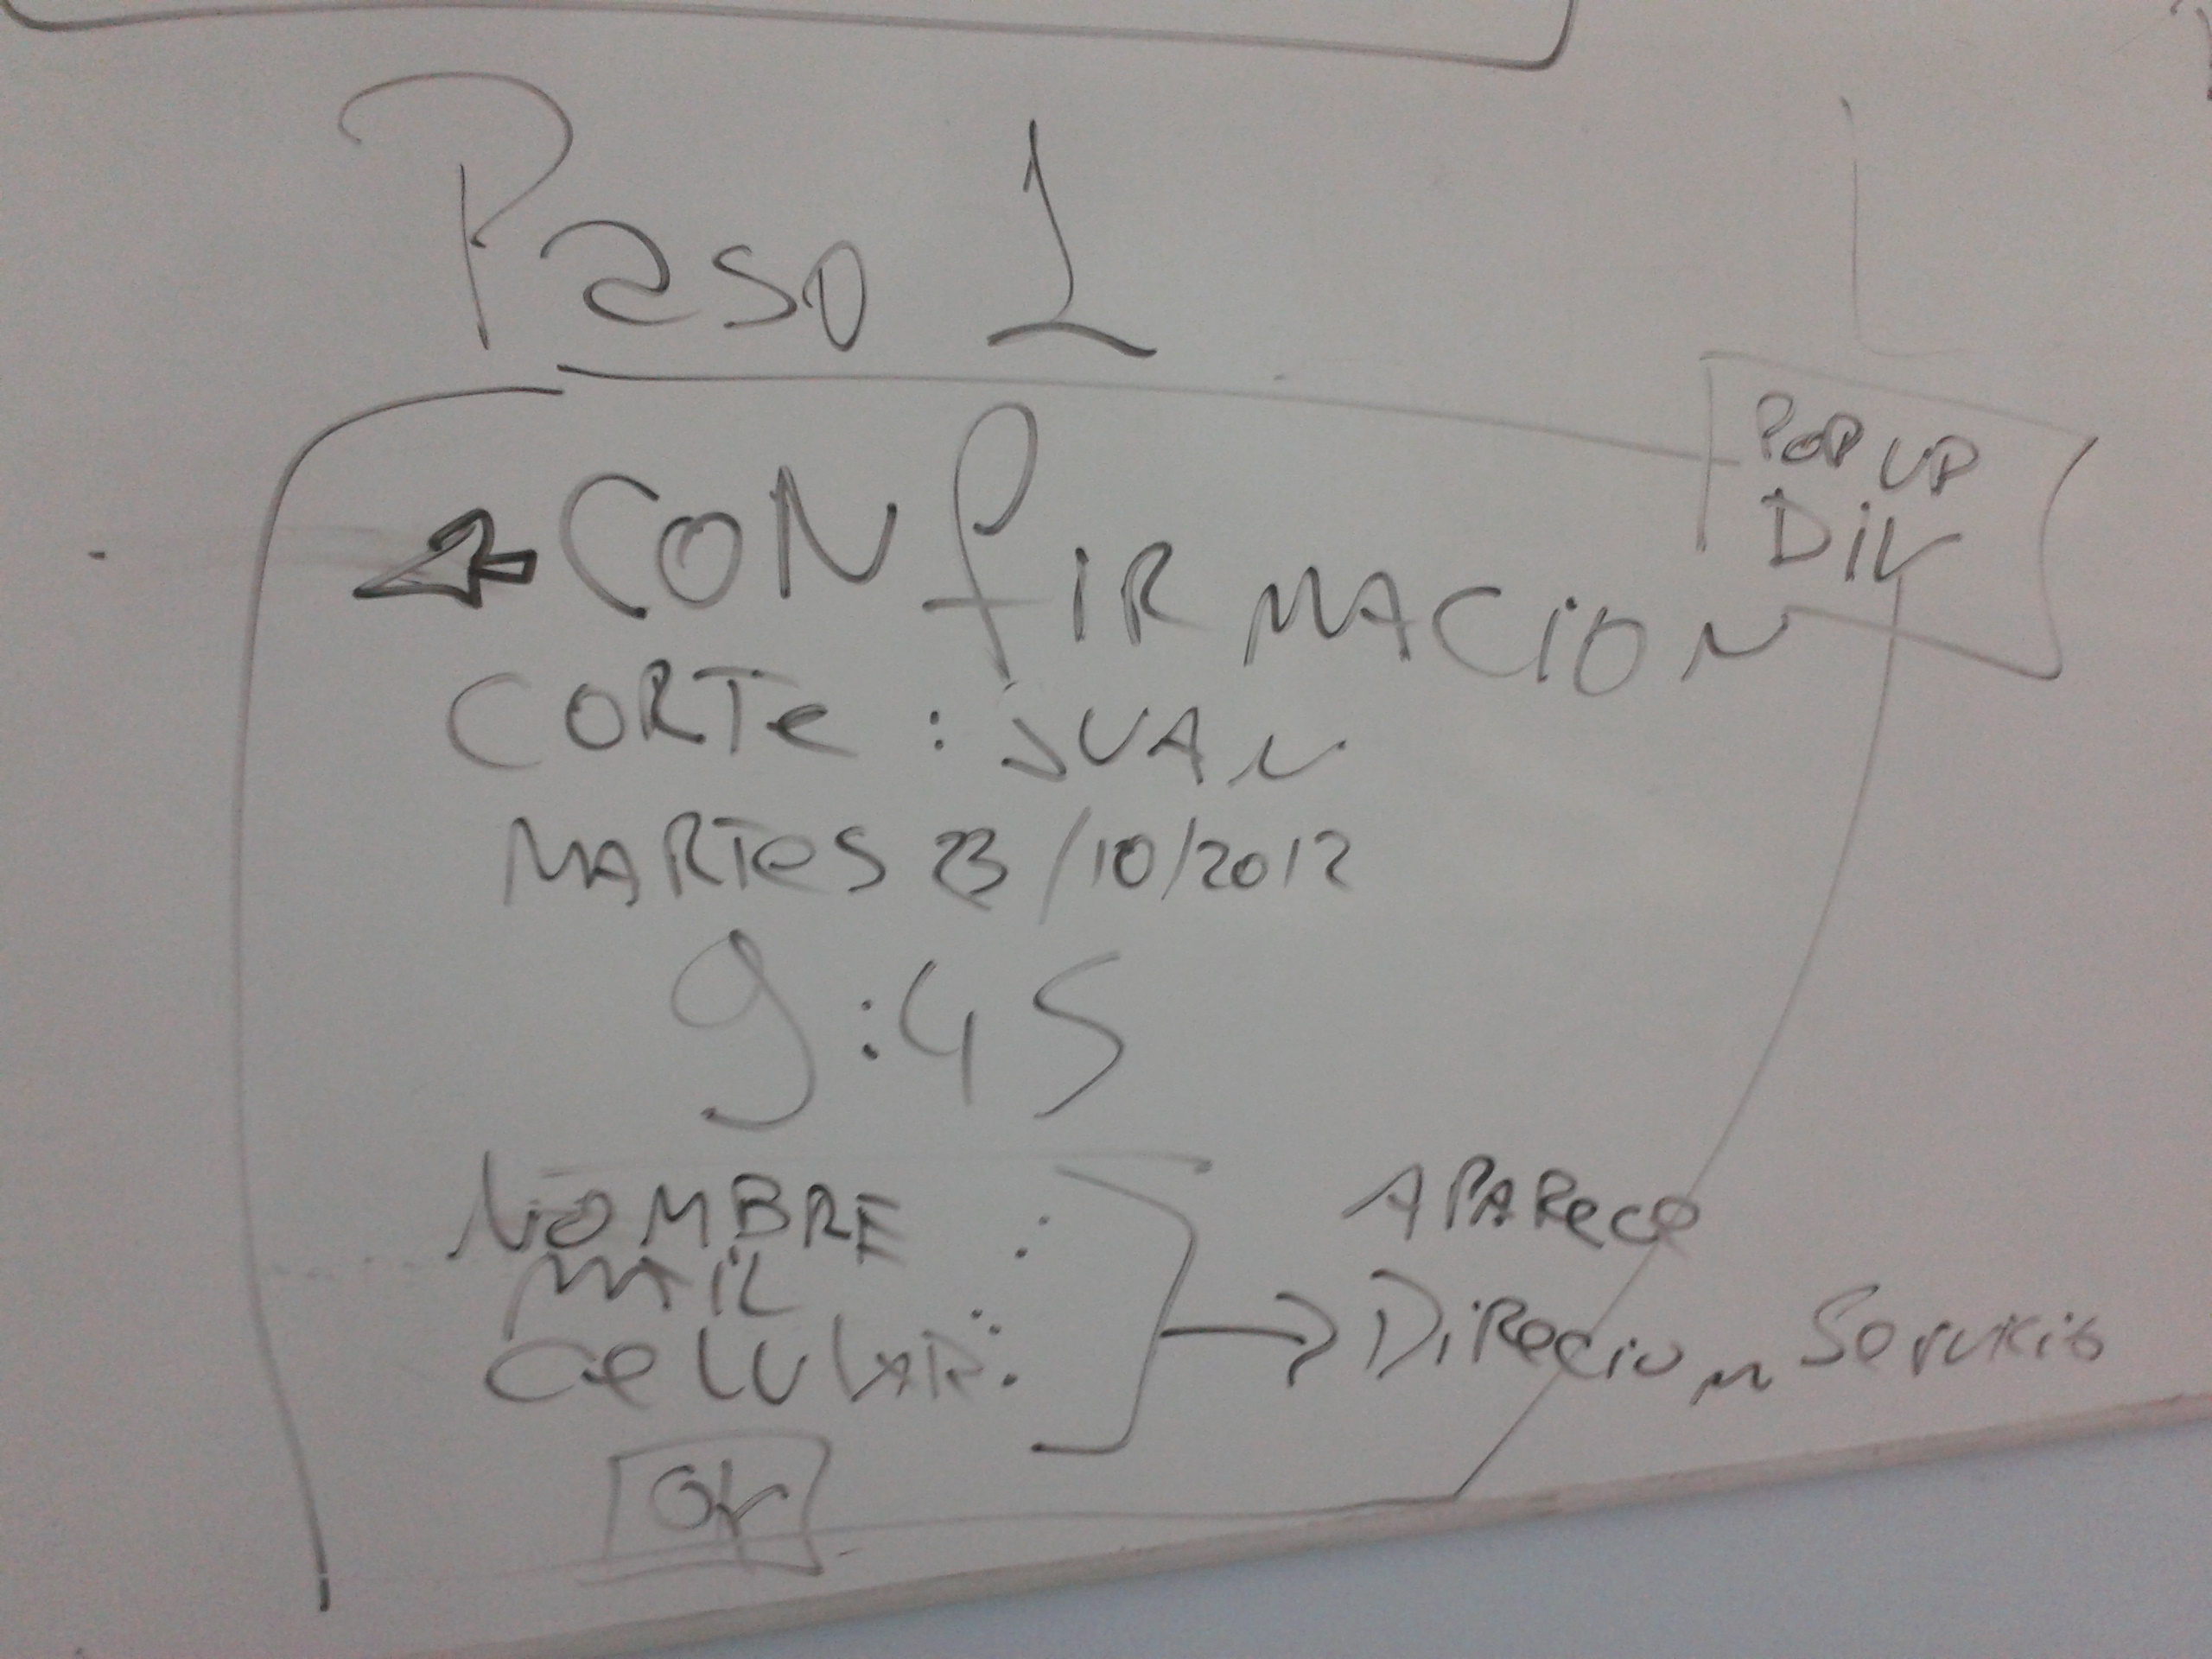 Paso 1
POP UP
DIV
CONfIRMACION
CORTe : JUAN
MARTeS 23/10/2012
9:45
NOMBRE :
MAIL :
CeLULAR:
APARece
DiRecion Servicio
OK